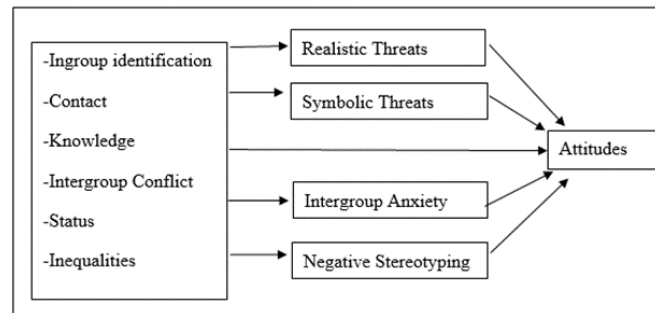 -Ingroup identification
-Contact
-Knowledge
-Intergroup Conflict
-Status
-Inequalities
Realistic Threats
Symbolic Threats
Intergroup Anxiety
Negative Stereotyping
Attitudes